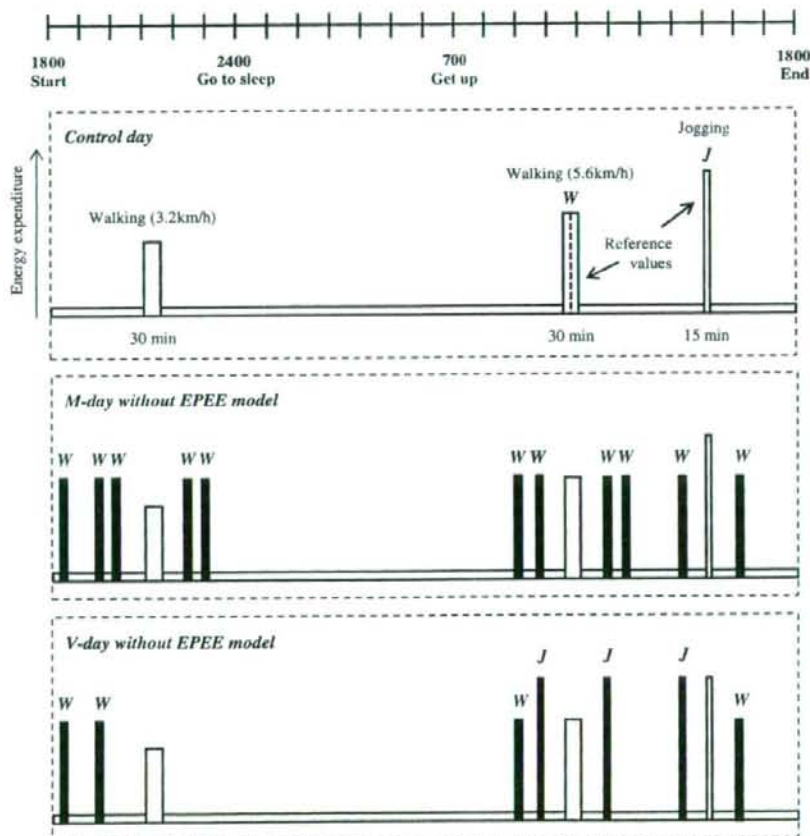 1800 2400 700 1800
Start Go to sleep Get up End
Control day
Jogging
J
Walking (5.6km/h)
W
Walking (3.2km/h)
Energy expenditure
Reference
values
30 min 30 min 15 min
M-day without EPEE model
W W W W W W W W W W W
V-day without EPEE model
J J J
W W W W